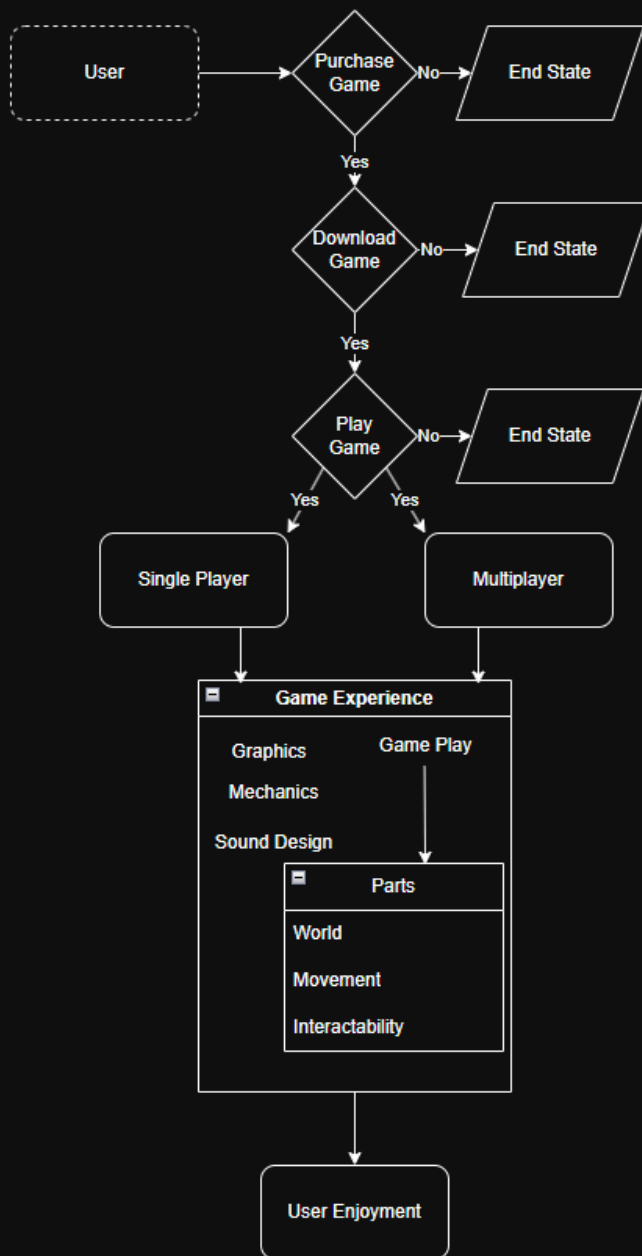 User
Purchase
Game
No
End State
Yes
Download
Game
No
End State
Yes
Play
Game
No
End State
Yes
Yes
Single Player
Multiplayer
Game Experience
Graphics
Game Play
Mechanics
Sound Design
Parts
World
Movement
Interactability
User Enjoyment